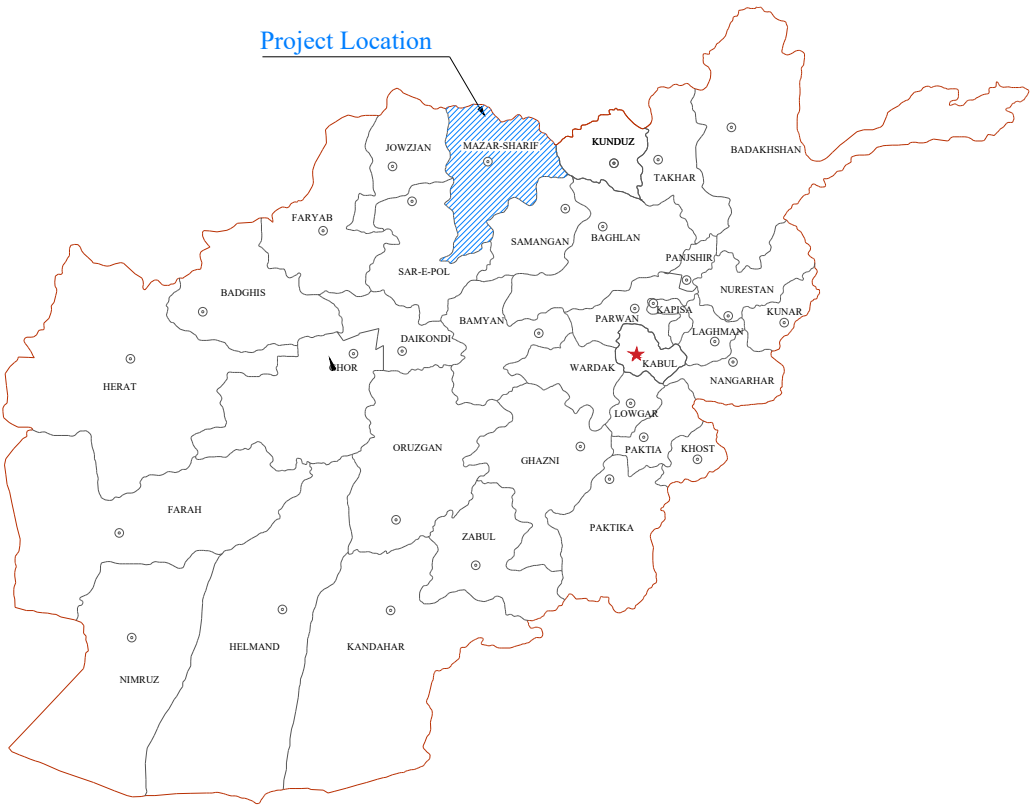 Project Location
JOWZJAN
MAZAR-SHARIF
KUNDUZ
BADAKHSHAN
TAKHAR
FARYAB
SAMANGAN
BAGHLAN
PANJSHIR
SAR-E-POL
NURESTAN
BADGHIS
KAPISA
KUNAR
BAMYAN
PARWAN
LAGHMAN
DAIKONDI
KABUL
WARDAK
GHOR
NANGARHAR
HERAT
LOWGAR
ORUZGAN
PAKTIA
KHOST
GHAZNI
FARAH
PAKTIKA
ZABUL
HELMAND
KANDAHAR
NIMRUZ